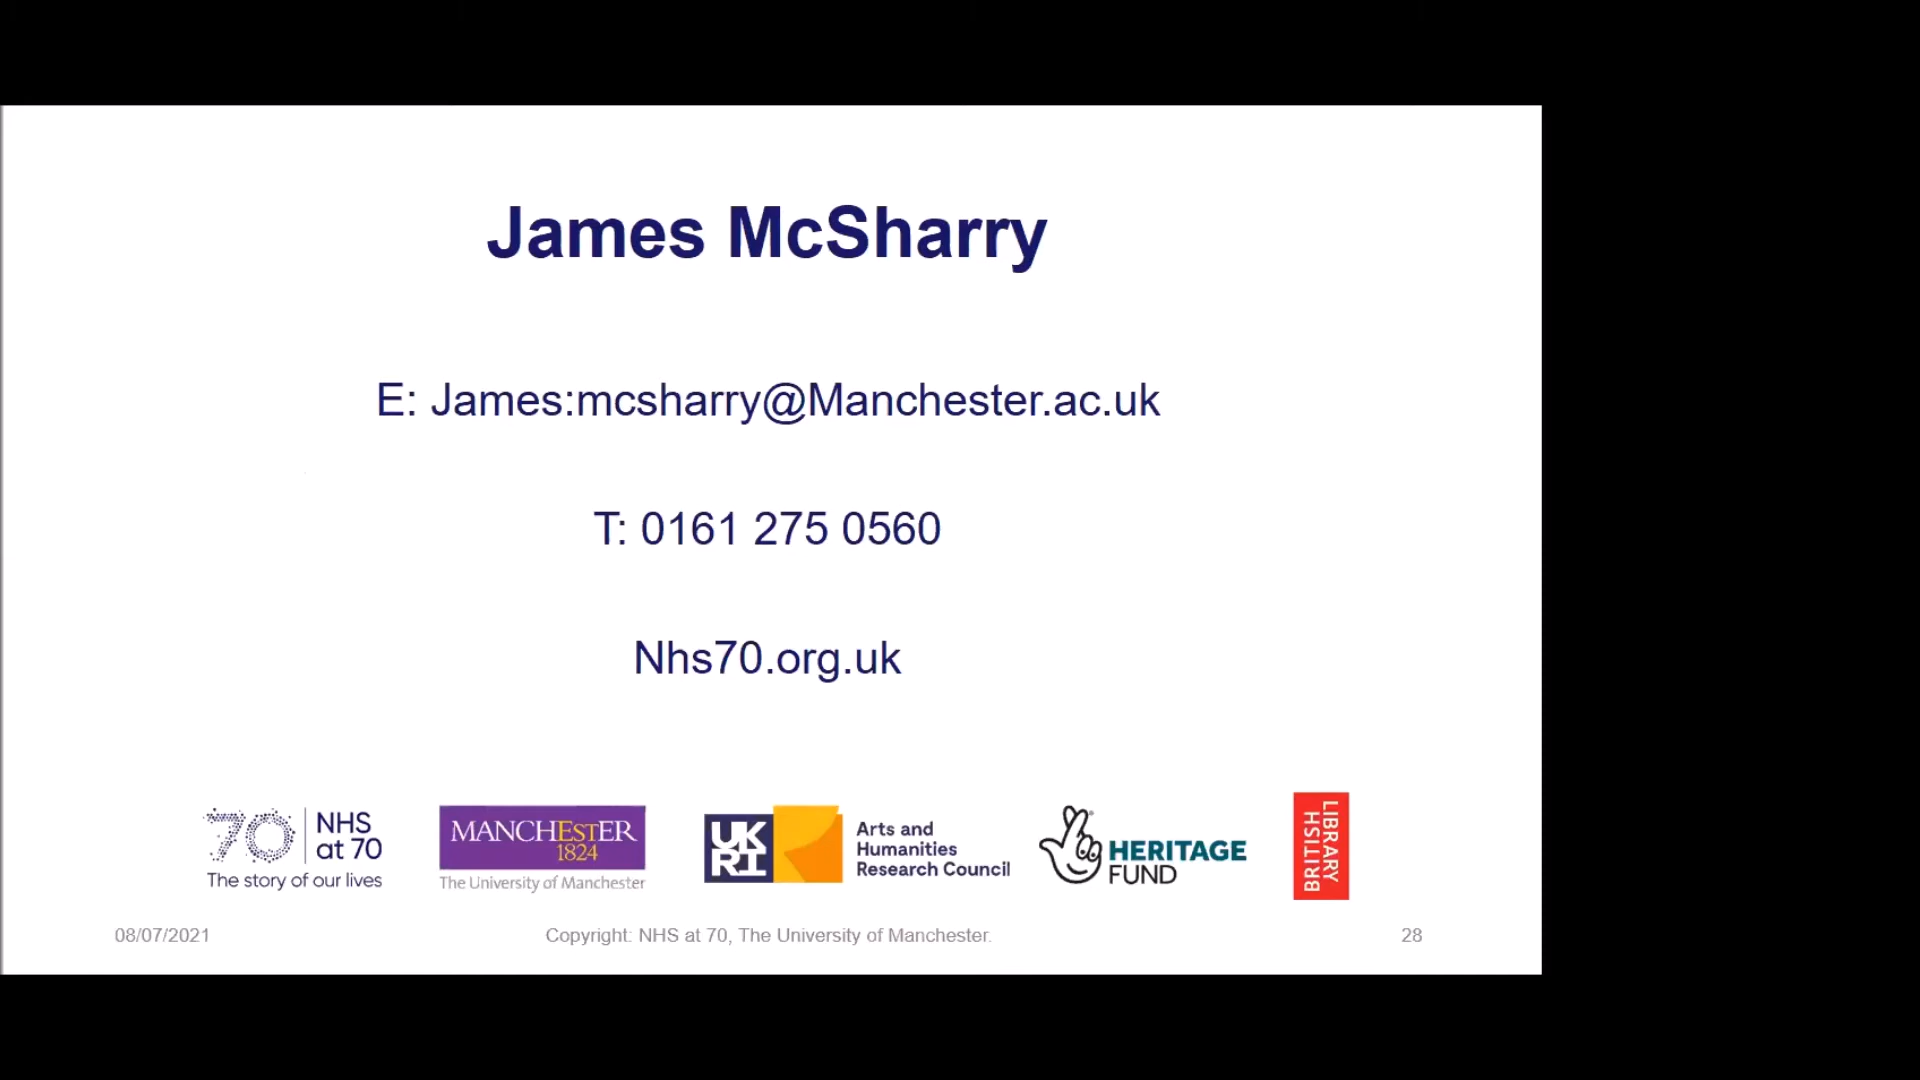 James McSharry
E: James:mcsharry@Manchester.ac.uk
T: 0161 275 0560
Nhs70.org.uk
70 NHS
at 70
The story of our lives
MANCHESTER
1824
The University of Manchester
UK
RI
Arts and
Humanities
Research Council
HERITAGE
FUND
BRITISH
LIBRARY
08/07/2021
Copyright: NHS at 70, The University of Manchester.
28